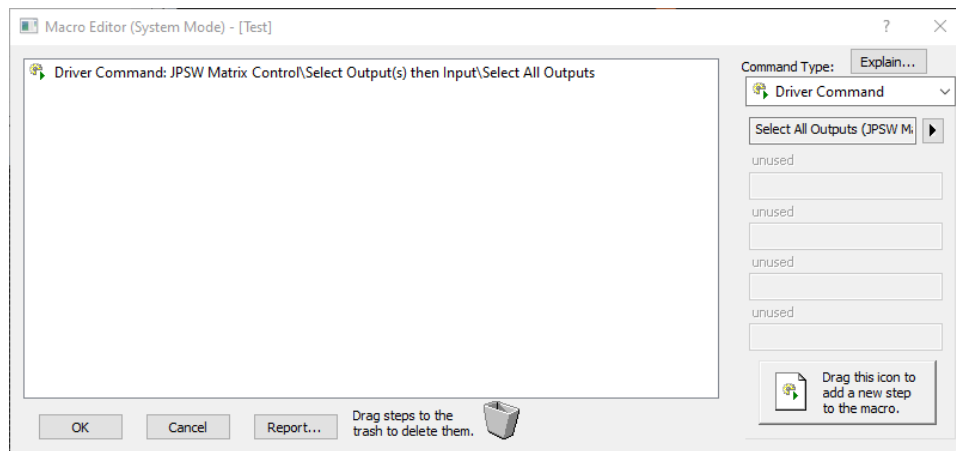 Macro Editor (System Mode) - [Test]
?
Driver Command: JPSW Matrix Control\Select Output(s) then Input\Select All Outputs
Command Type:
Explain...
Driver Command
Select All Outputs (JPSW
unused
unused
unused
unused
Drag this icon to
add a new step
to the macro.
OK
Cancel
Report...
Drag steps to the
trash to delete them.